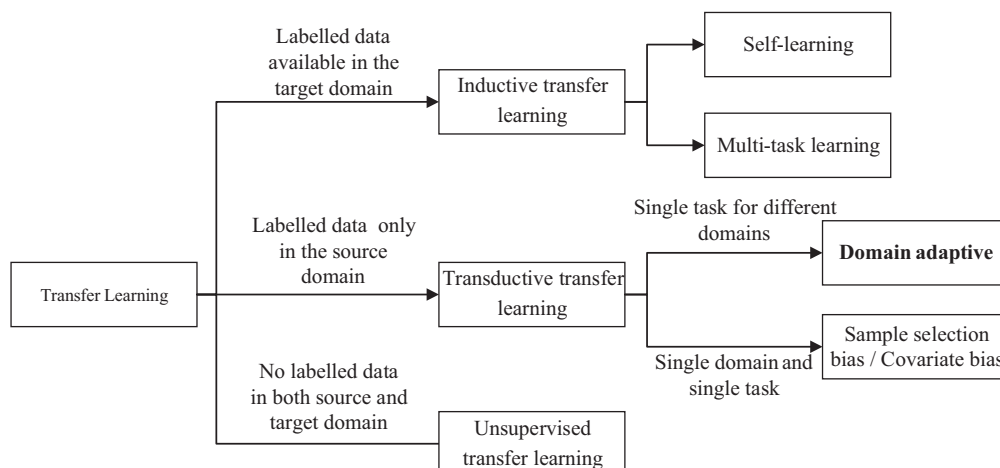 Labelled data
available in the
target domain
Inductive transfer
learning
Self-learning
Multi-task learning
Labelled data only
in the source
domain
Transfer Learning
Transductive transfer
learning
Single task for different
domains
Domain adaptive
Single domain and
single task
Sample selection
bias / Covariate bias
No labelled data
in both source and
target domain
Unsupervised
transfer learning